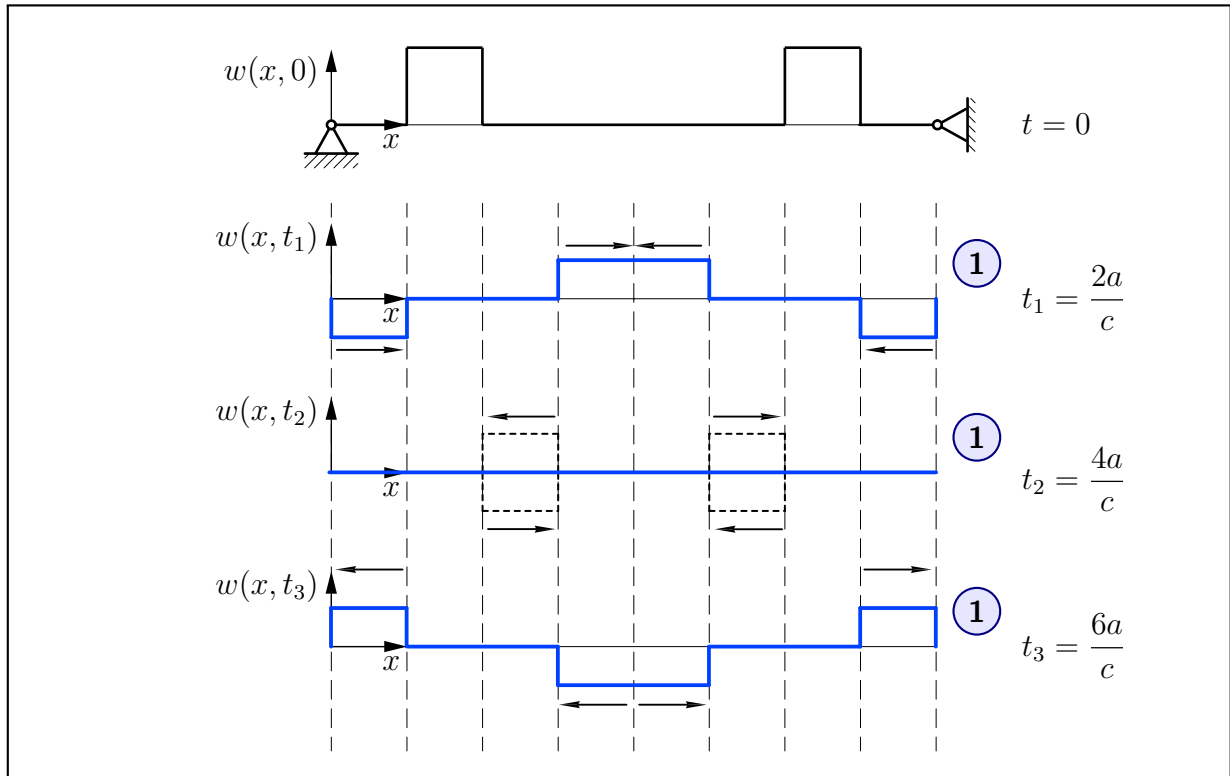 w(x, 0)
x
t = 0
w(x, t₁)
x
1
t₁ = 2a/c
w(x, t₂)
x
1
t₂ = 4a/c
w(x, t₃)
x
1
t₃ = 6a/c